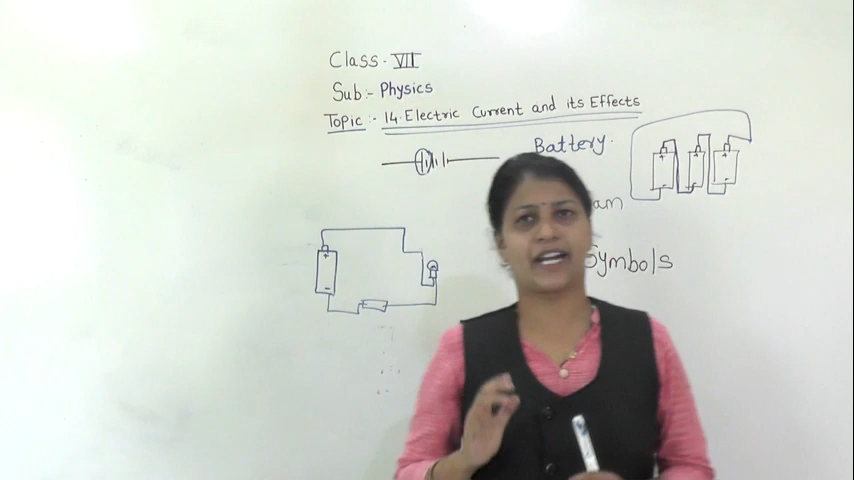 Class - VII
Sub:- Physics
Topic :- 14. Electric Current and its Effects
Battery.
Symbols